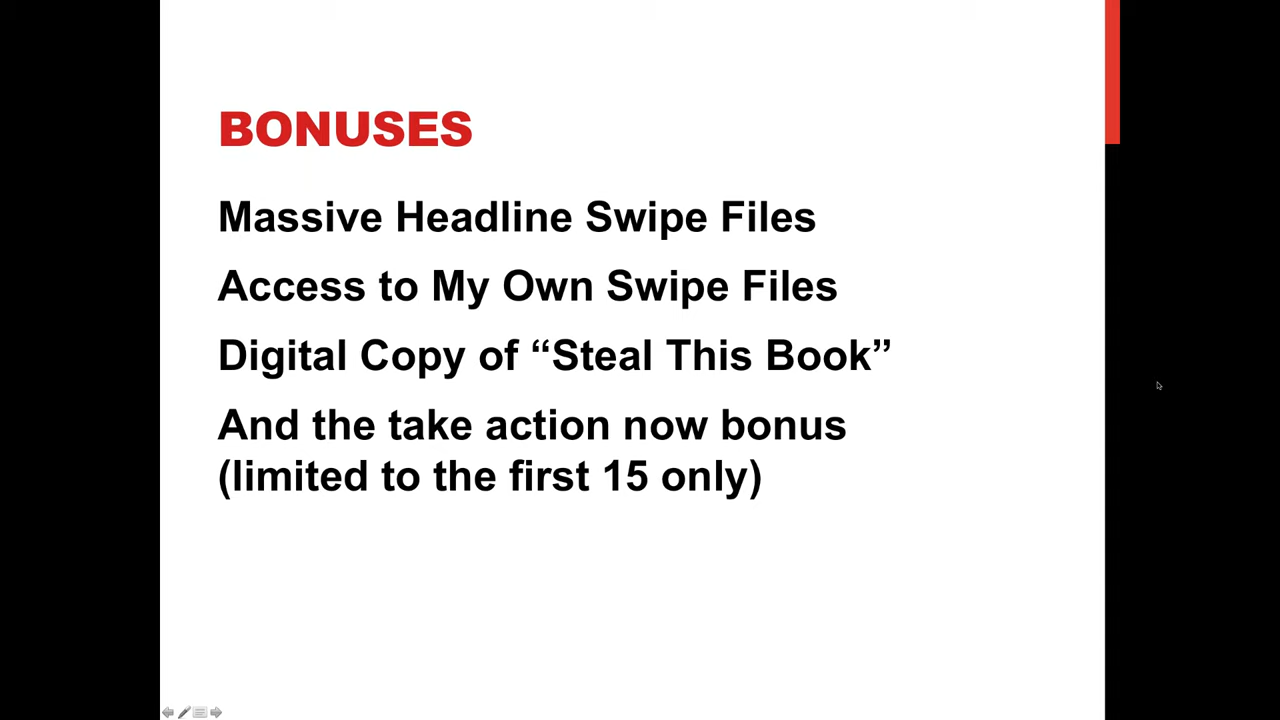 BONUSES
Massive Headline Swipe Files
Access to My Own Swipe Files
Digital Copy of “Steal This Book”
And the take action now bonus
(limited to the first 15 only)